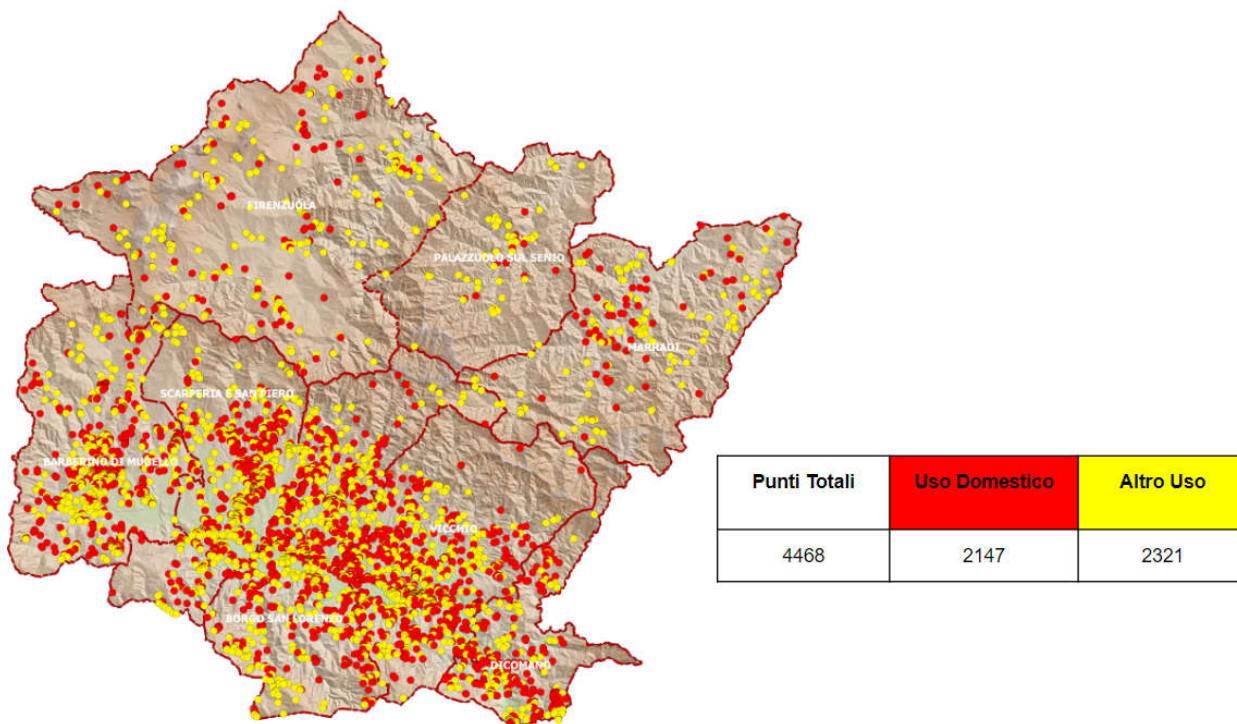 FIRENZUOLA
PALAZZUOLO SUL SENIO
MARRADI
SCARPERIA E SAN PIERO
BARBERINO DI MUGELLO
VICCHIO
BORGO SAN LORENZO
DICOMANO
Punti Totali Uso Domestico Altro Uso
4468 2147 2321